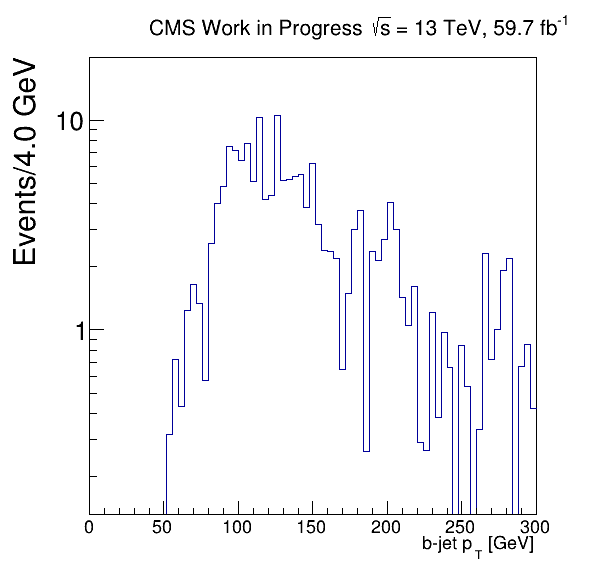 CMS Work in Progress √s = 13 TeV, 59.7 fb⁻¹
Events/4.0 GeV
10
1
0 50 100 150 200 250 300
b-jet p_T [GeV]